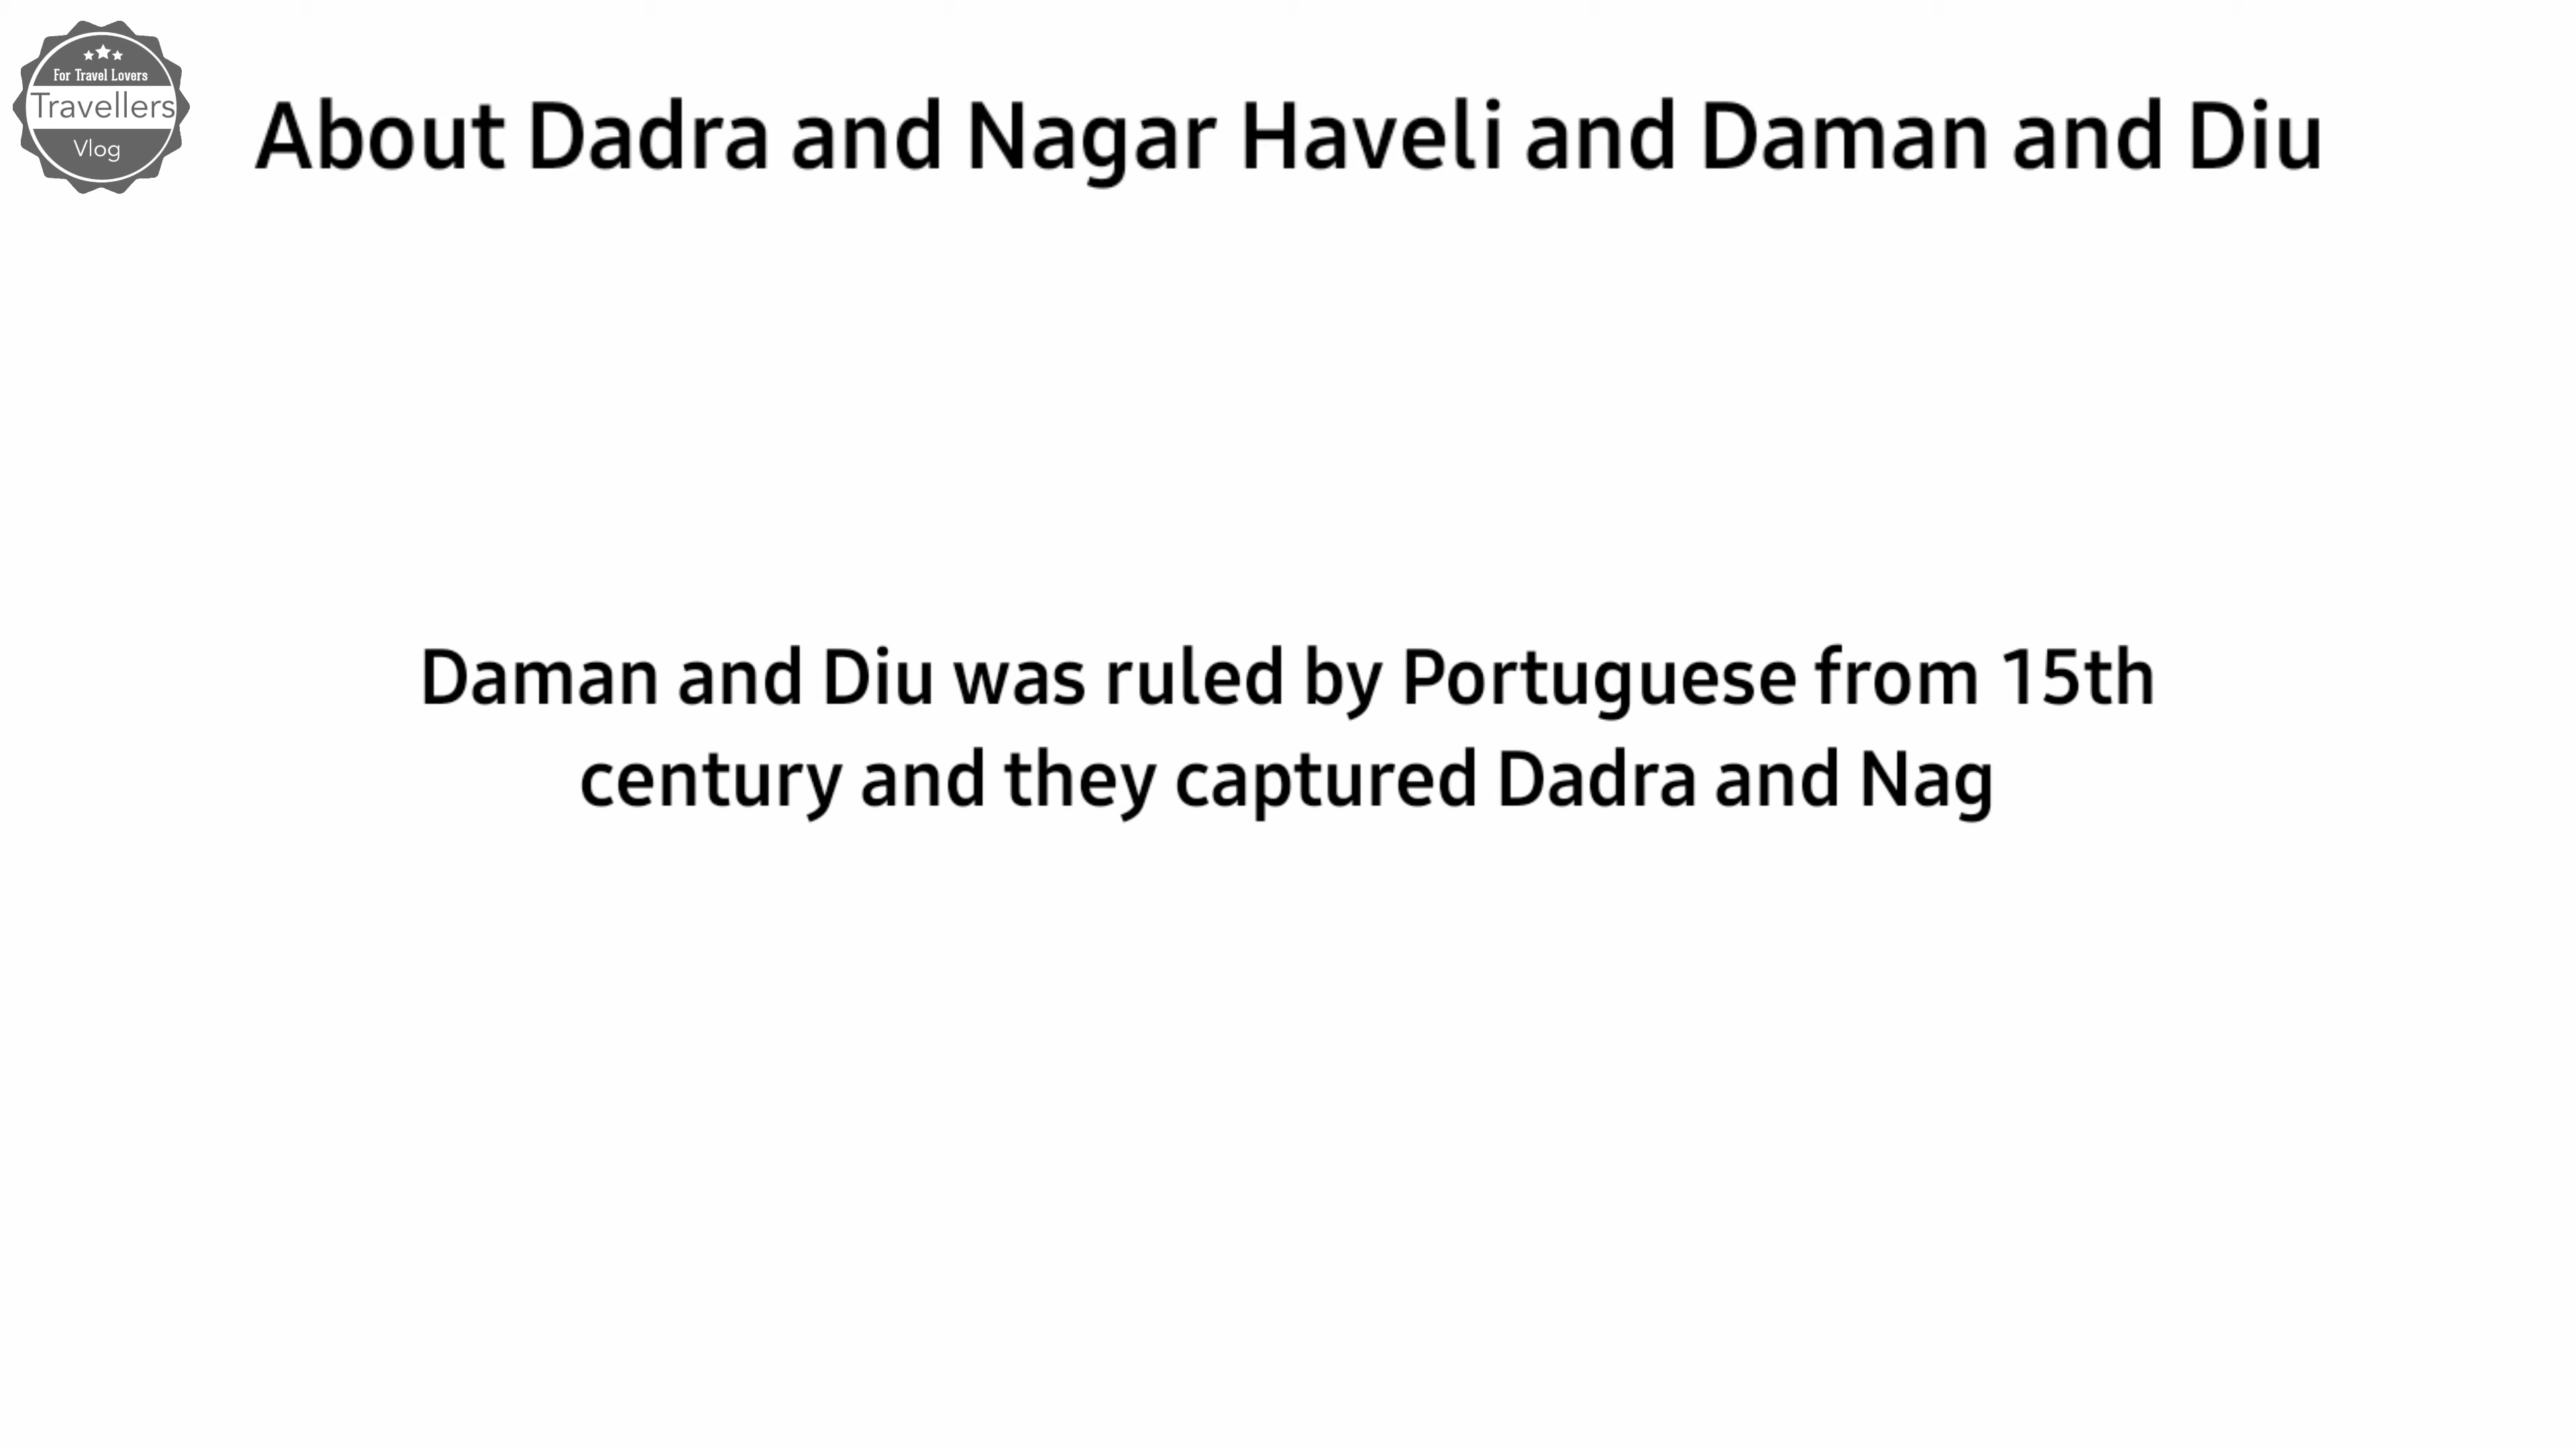 For Travel Lovers
Travellers
Vlog
About Dadra and Nagar Haveli and Daman and Diu
Daman and Diu was ruled by Portuguese from 15th
century and they captured Dadra and Nag